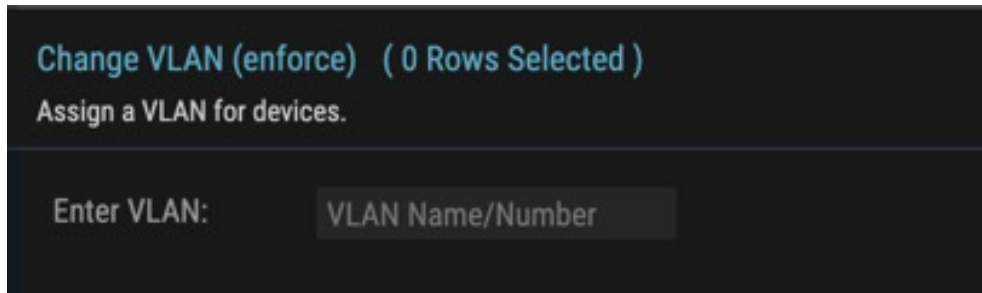 Change VLAN (enforce) ( 0 Rows Selected )
Assign a VLAN for devices.
Enter VLAN: VLAN Name/Number